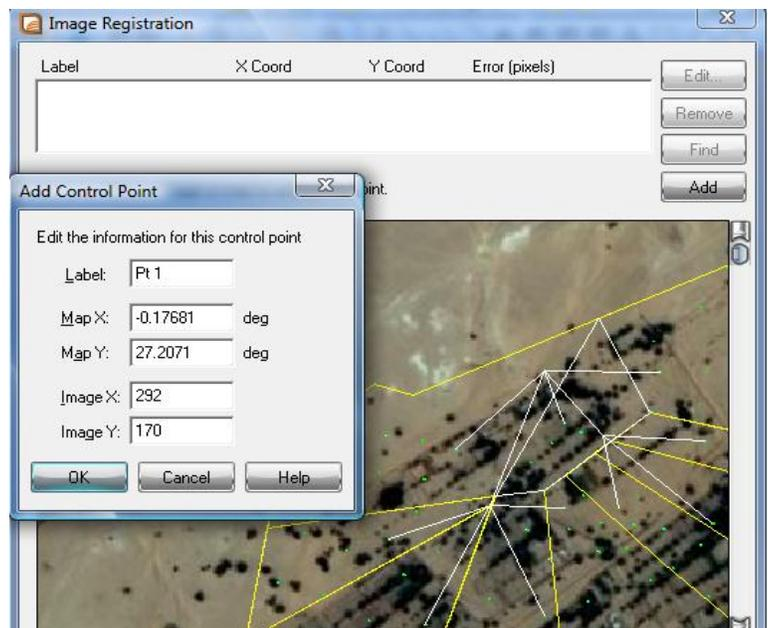 Image Registration
Label X Coord Y Coord Error (pixels)
Edit...
Remove
Find
Add
Add Control Point
oint.
Edit the information for this control point
Label: Pt 1
Map X: -0.17681 deg
Map Y: 27.2071 deg
Image X: 292
Image Y: 170
OK Cancel Help